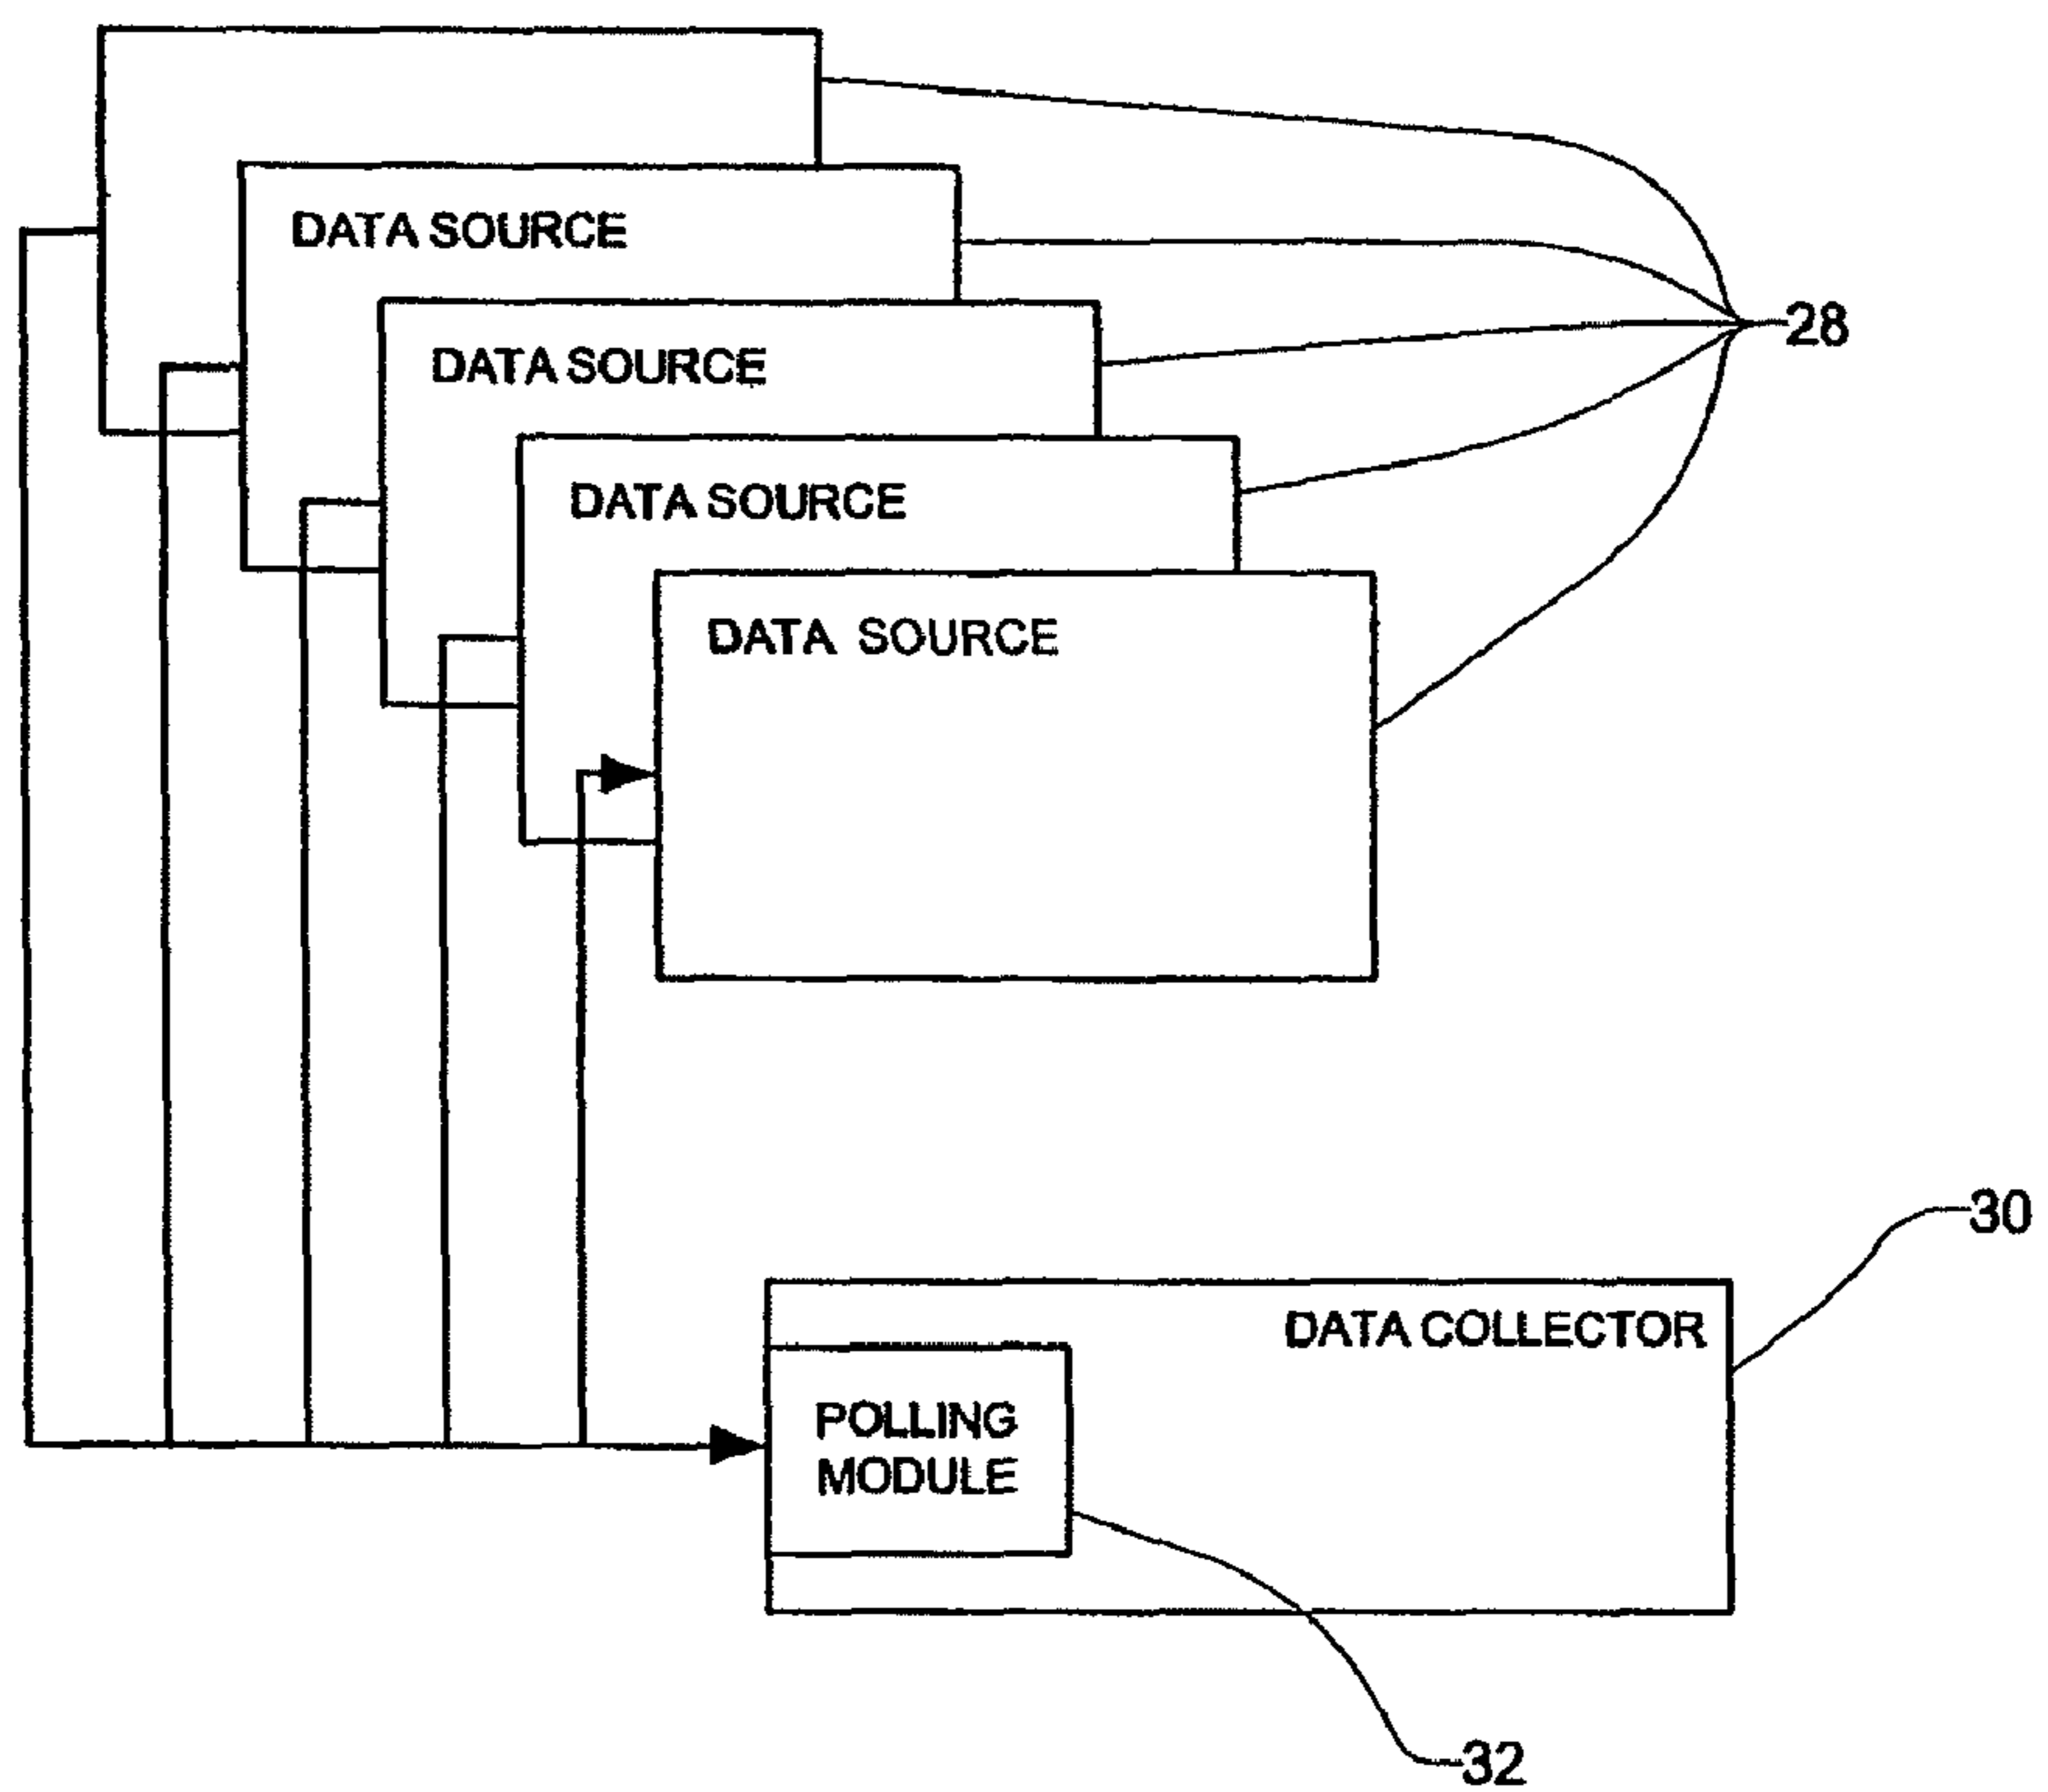 DATA SOURCE
28
DATA SOURCE
DATA SOURCE
DATA SOURCE
30
DATA COLLECTOR
POLLING
MODULE
32